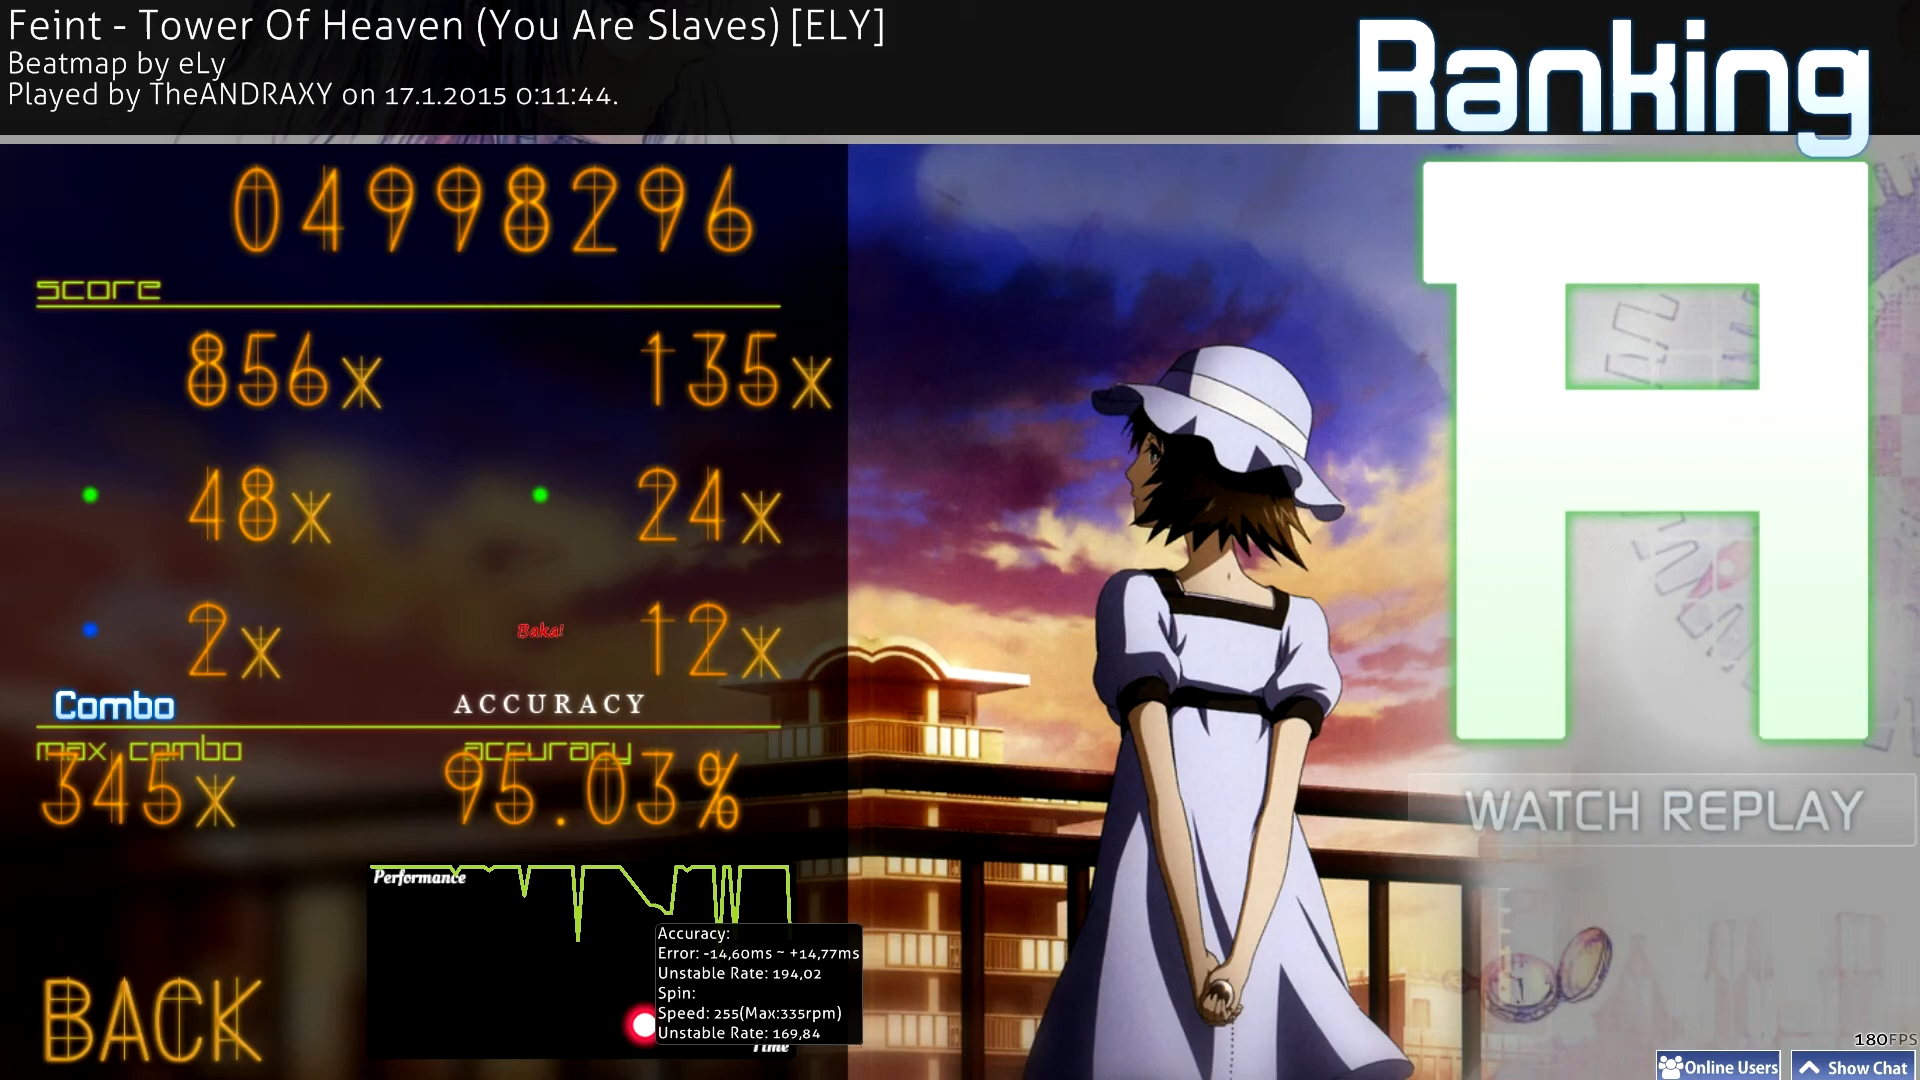 Feint - Tower Of Heaven (You Are Slaves) [ELY]
Beatmap by eLy
Played by TheANDRAXY on 17.1.2015 0:11:44.
Ranking
04998296
score
856x 135x
48x 24x
2x Baka! 12x
Combo ACCURACY
max combo accuracy
345x 95.03%
WATCH REPLAY
Performance
Accuracy:
Error: -14,60ms ~ +14,77ms
Unstable Rate: 194,02
Spin:
Speed: 255(Max:335rpm)
Unstable Rate: 169,84
Time
BACK
A
180FPS
Online Users Show Chat